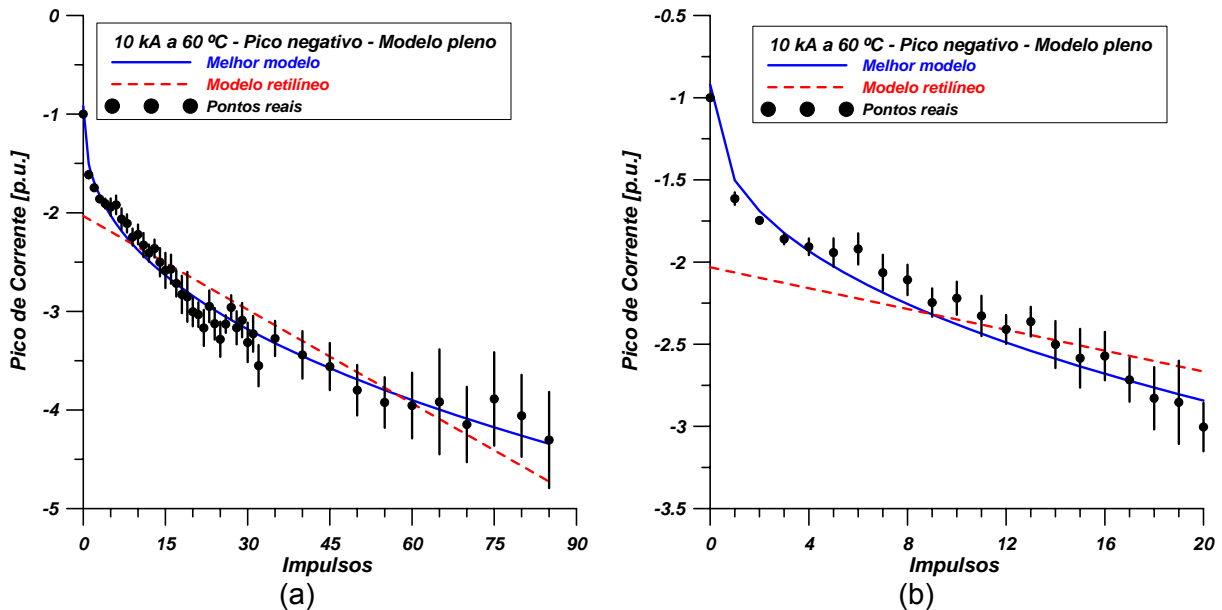 10 kA a 60 ºC - Pico negativo - Modelo pleno
Melhor modelo
Modelo retilíneo
Pontos reais
Pico de Corrente [p.u.]
0
-1
-2
-3
-4
-5
0 15 30 45 60 75 90
Impulsos
(a)
10 kA a 60 ºC - Pico negativo - Modelo pleno
Melhor modelo
Modelo retilíneo
Pontos reais
Pico de Corrente [p.u.]
-0.5
-1
-1.5
-2
-2.5
-3
-3.5
0 4 8 12 16 20
Impulsos
(b)